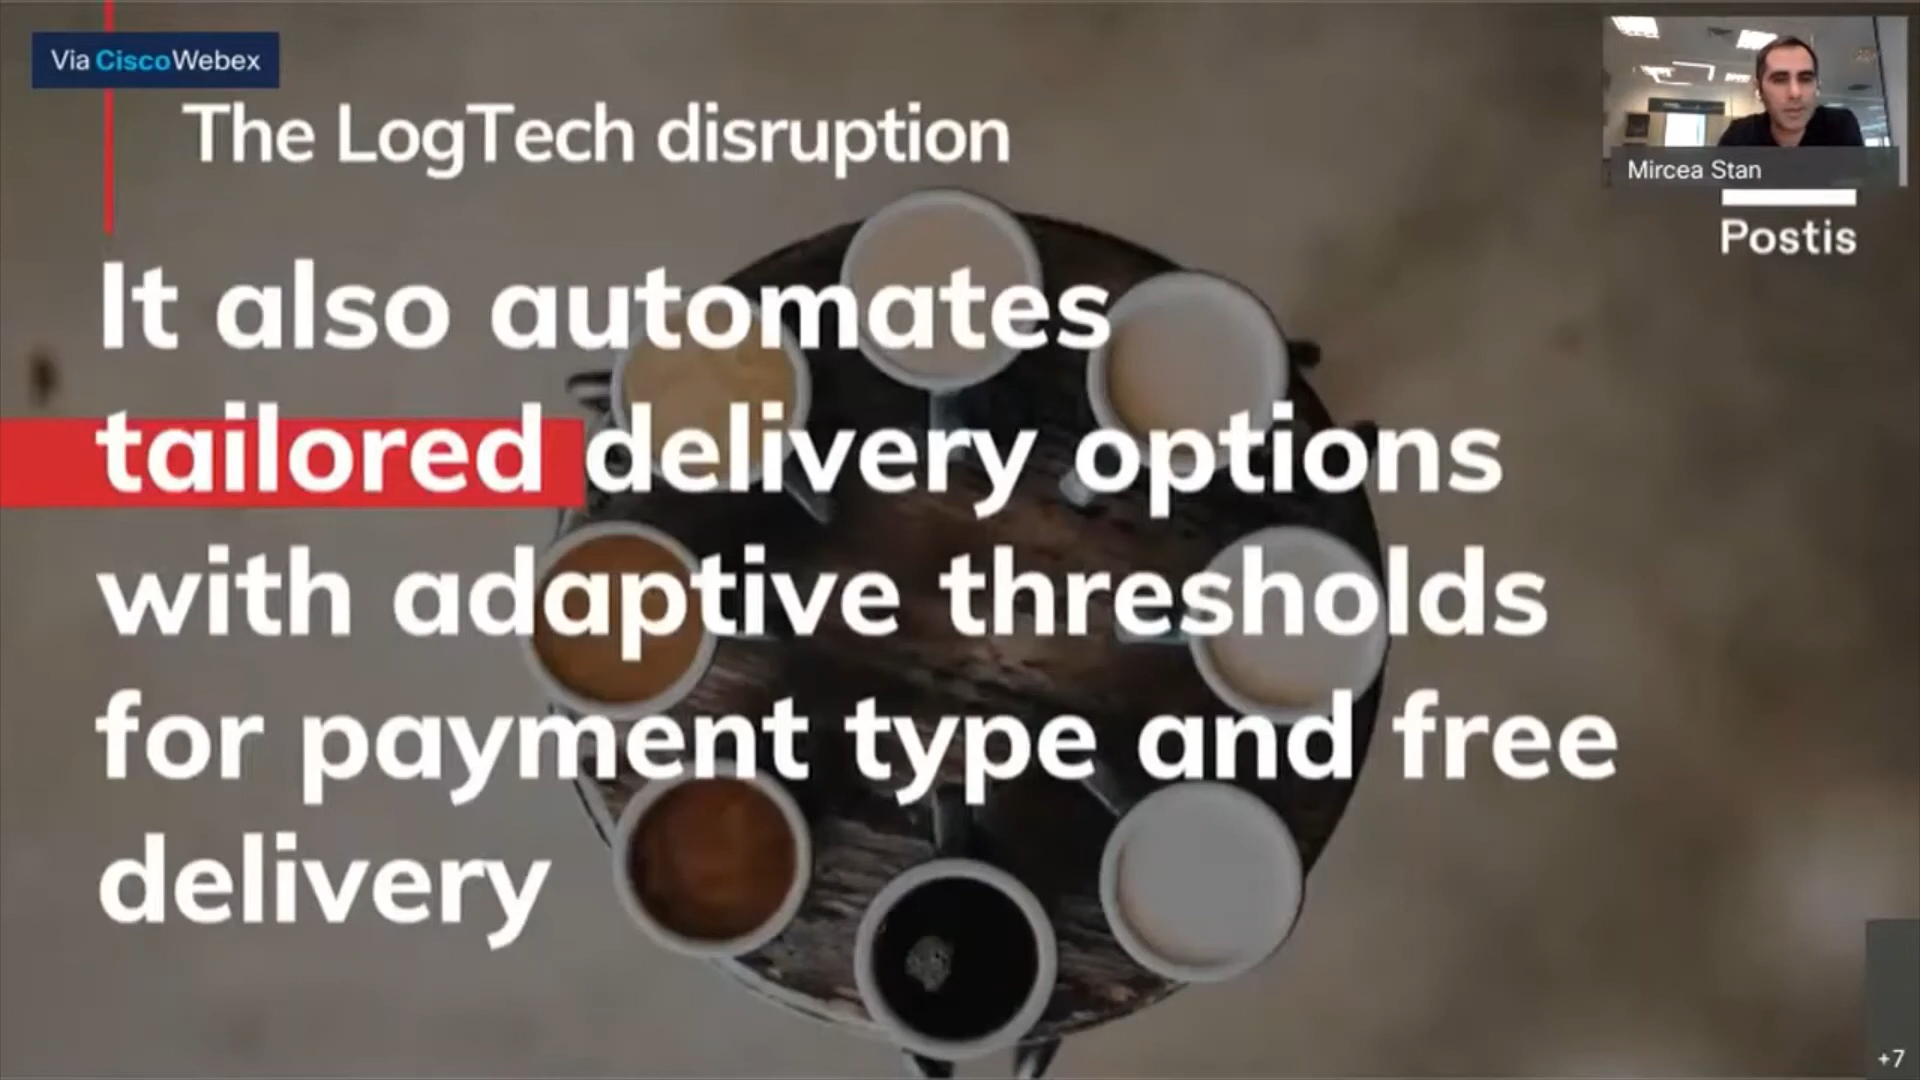 Via CiscoWebex
The LogTech disruption
Mircea Stan
Postis
It also automates
tailored delivery options
with adaptive thresholds
for payment type and free
delivery
+7